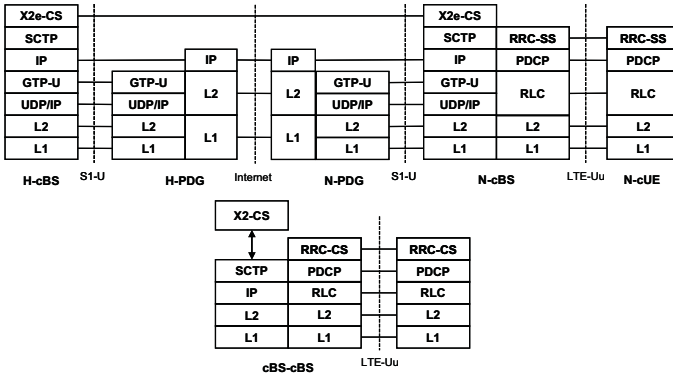 X2e-CS X2e-CS
SCTP SCTP RRC-SS RRC-SS
IP IP IP IP PDCP PDCP
GTP-U GTP-U L2 L2 GTP-U GTP-U RLC RLC
UDP/IP UDP/IP UDP/IP UDP/IP
L2 L2 L1 L1 L2 L2 L2 L2
L1 L1 L1 L1 L1 L1
H-cBS S1-U H-PDG Internet N-PDG S1-U N-cBS LTE-Uu N-cUE
X2-CS
RRC-CS RRC-CS
SCTP PDCP PDCP
IP RLC RLC
L2 L2 L2
L1 L1 L1
cBS-cBS LTE-Uu